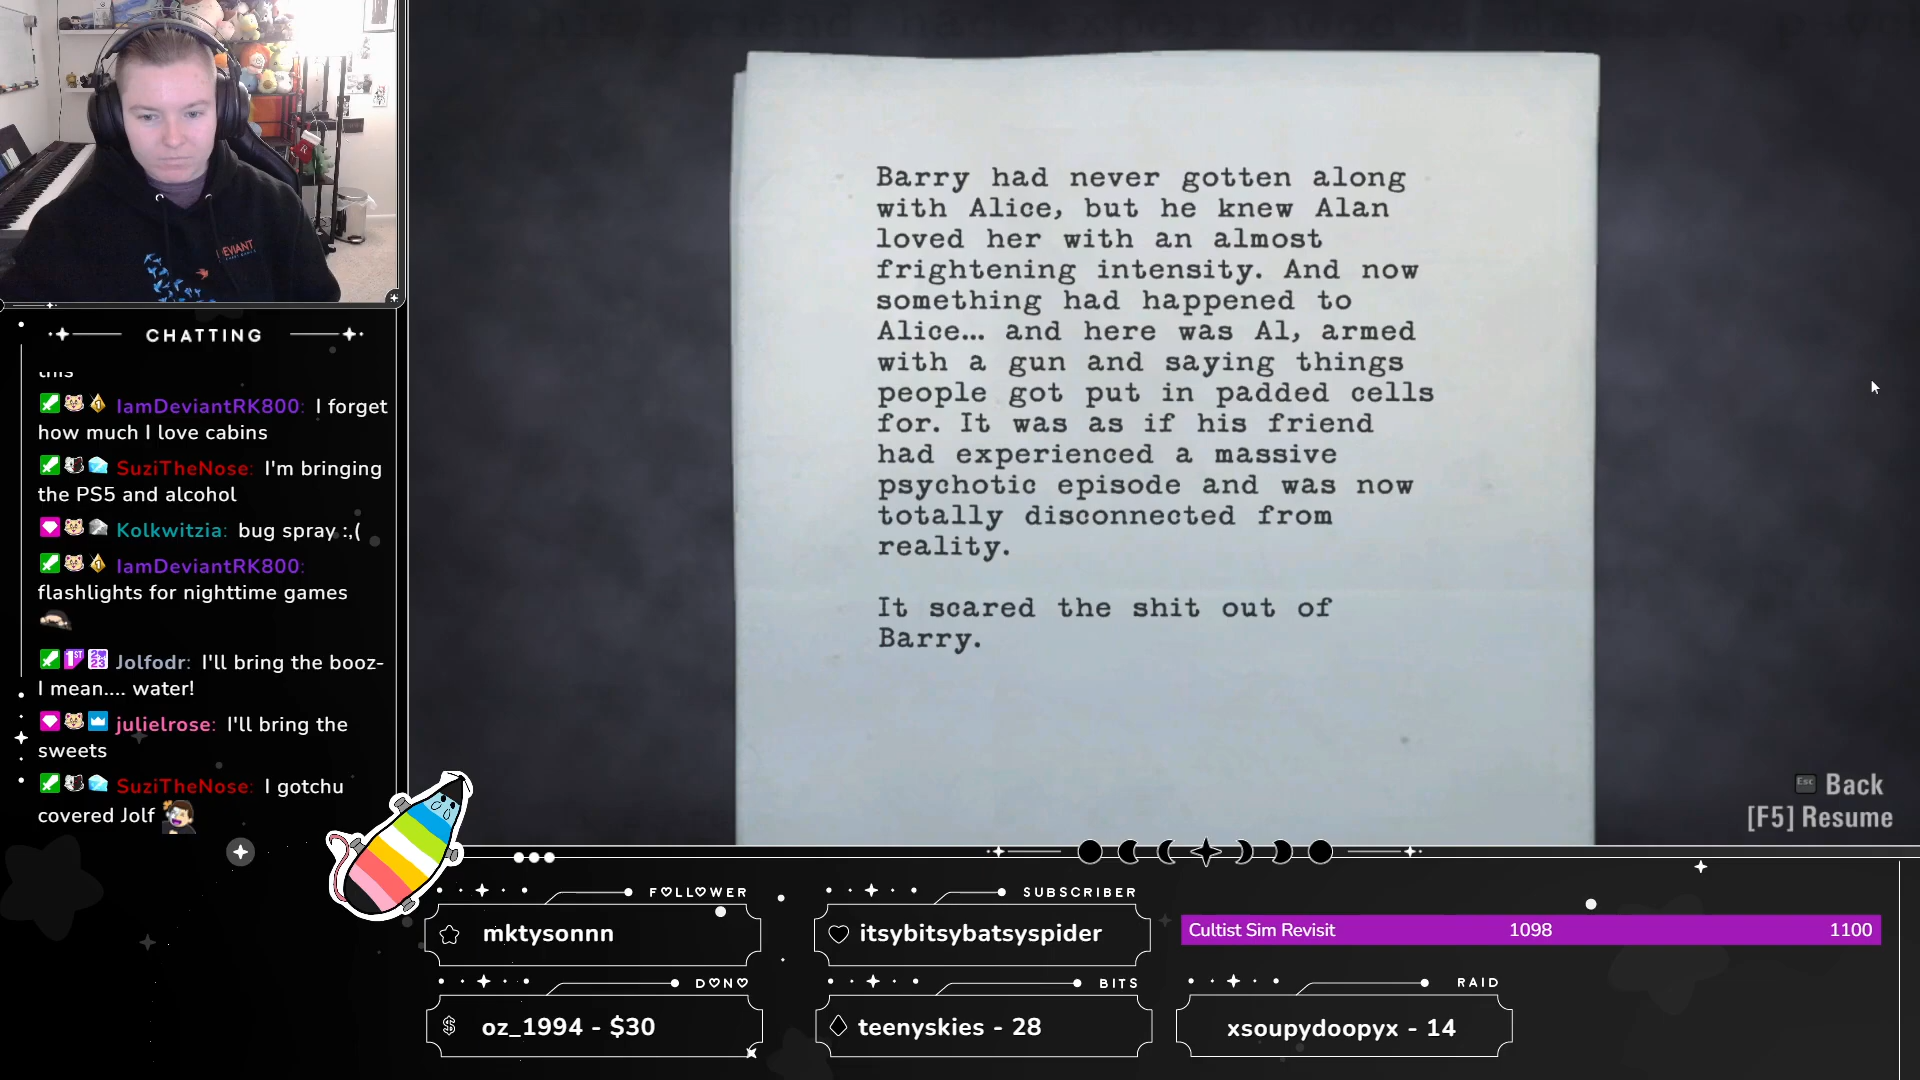 CHATTING
this
IamDeviantRK800: I forget
how much I love cabins
SuziTheNose: I'm bringing
the PS5 and alcohol
Kolkwitzia: bug spray :,(
IamDeviantRK800:
flashlights for nighttime games
Jolfodr: I'll bring the booz-
I mean.... water!
julielrose: I'll bring the
sweets
SuziTheNose: I gotchu
covered Jolf
Barry had never gotten along
with Alice, but he knew Alan
loved her with an almost
frightening intensity. And now
something had happened to
Alice… and here was Al, armed
with a gun and saying things
people got put in padded cells
for. It was as if his friend
had experienced a massive
psychotic episode and was now
totally disconnected from
reality.
It scared the shit out of
Barry.
Esc Back
[F5] Resume
FOLLOWER
mktysonnn
SUBSCRIBER
itsybitsybatsyspider
Cultist Sim Revisit 1098 1100
DONO
oz_1994 - $30
BITS
teenyskies - 28
RAID
xsoupydoopyx - 14